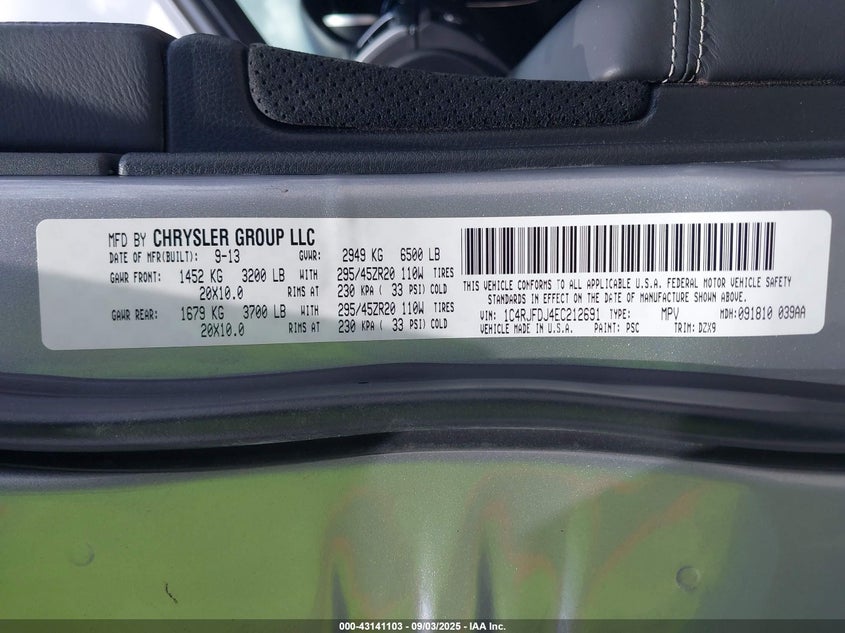 MFD BY CHRYSLER GROUP LLC
DATE OF MFR(BUILT): 9-13 GVWR: 2949 KG 6500 LB
GAWR FRONT: 1452 KG 3200 LB WITH 295/45ZR20 110W TIRES
20X10.0 RIMS AT 230 KPA ( 33 PSI) COLD
GAWR REAR: 1679 KG 3700 LB WITH 295/45ZR20 110W TIRES
20X10.0 RIMS AT 230 KPA ( 33 PSI) COLD
THIS VEHICLE CONFORMS TO ALL APPLICABLE U.S.A. FEDERAL MOTOR VEHICLE SAFETY
STANDARDS IN EFFECT ON THE DATE OF MANUFACTURE SHOWN ABOVE.
VIN: 1C4RJFDJ4EC212691 TYPE: MPV MDH: 091810 039AA
VEHICLE MADE IN U.S.A. PAINT: PSC TRIM: DZX9
000-43141103 - 09/03/2025 - IAA Inc.